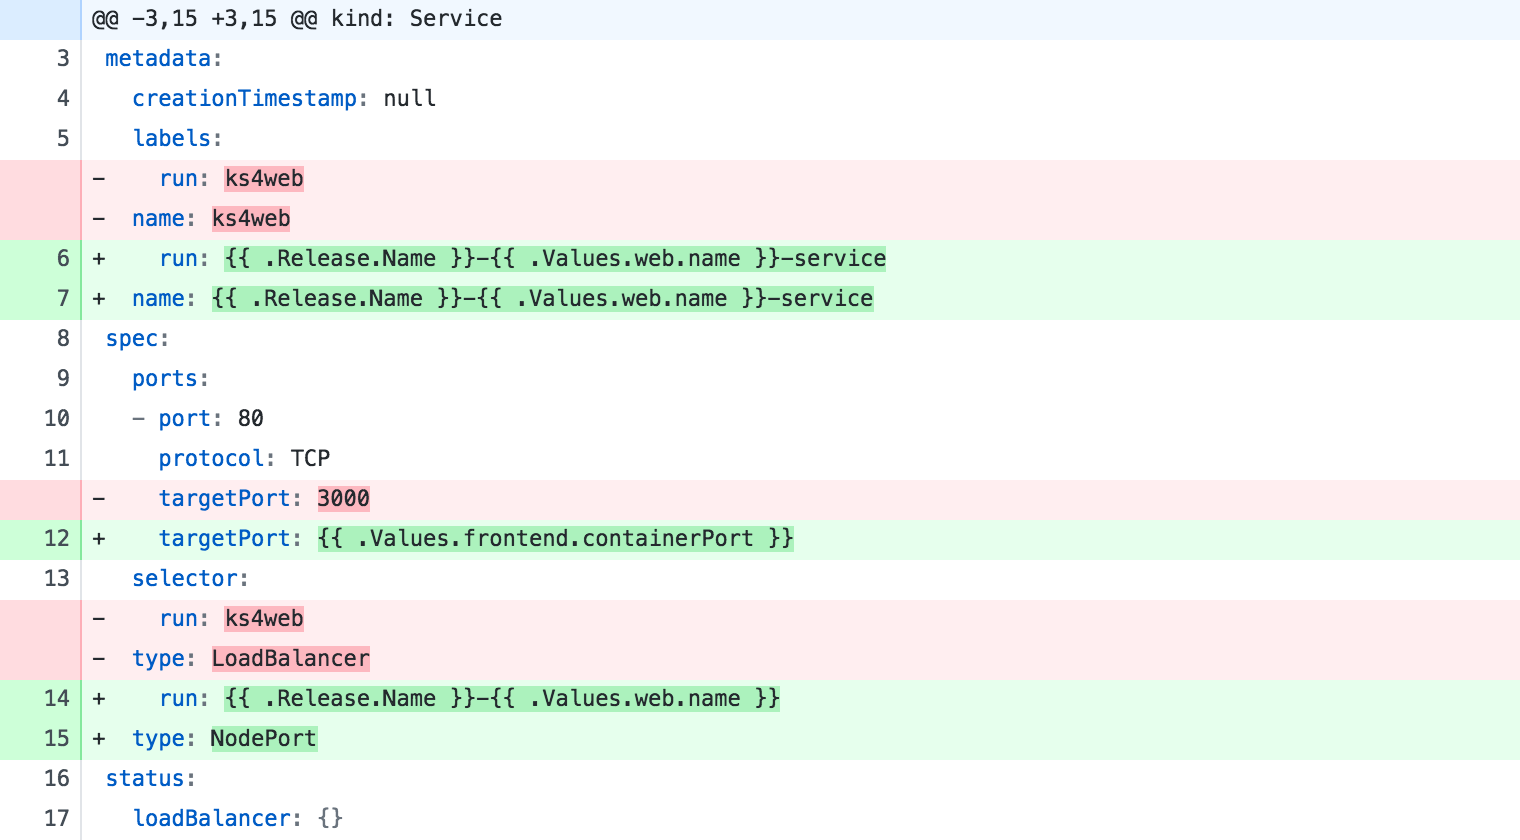 @@ -3,15 +3,15 @@ kind: Service
3 metadata:
4 creationTimestamp: null
5 labels:
- run: ks4web
- name: ks4web
6 + run: {{ .Release.Name }}-{{ .Values.web.name }}-service
7 + name: {{ .Release.Name }}-{{ .Values.web.name }}-service
8 spec:
9 ports:
10 - port: 80
11 protocol: TCP
- targetPort: 3000
12 + targetPort: {{ .Values.frontend.containerPort }}
13 selector:
- run: ks4web
- type: LoadBalancer
14 + run: {{ .Release.Name }}-{{ .Values.web.name }}
15 + type: NodePort
16 status:
17 loadBalancer: {}